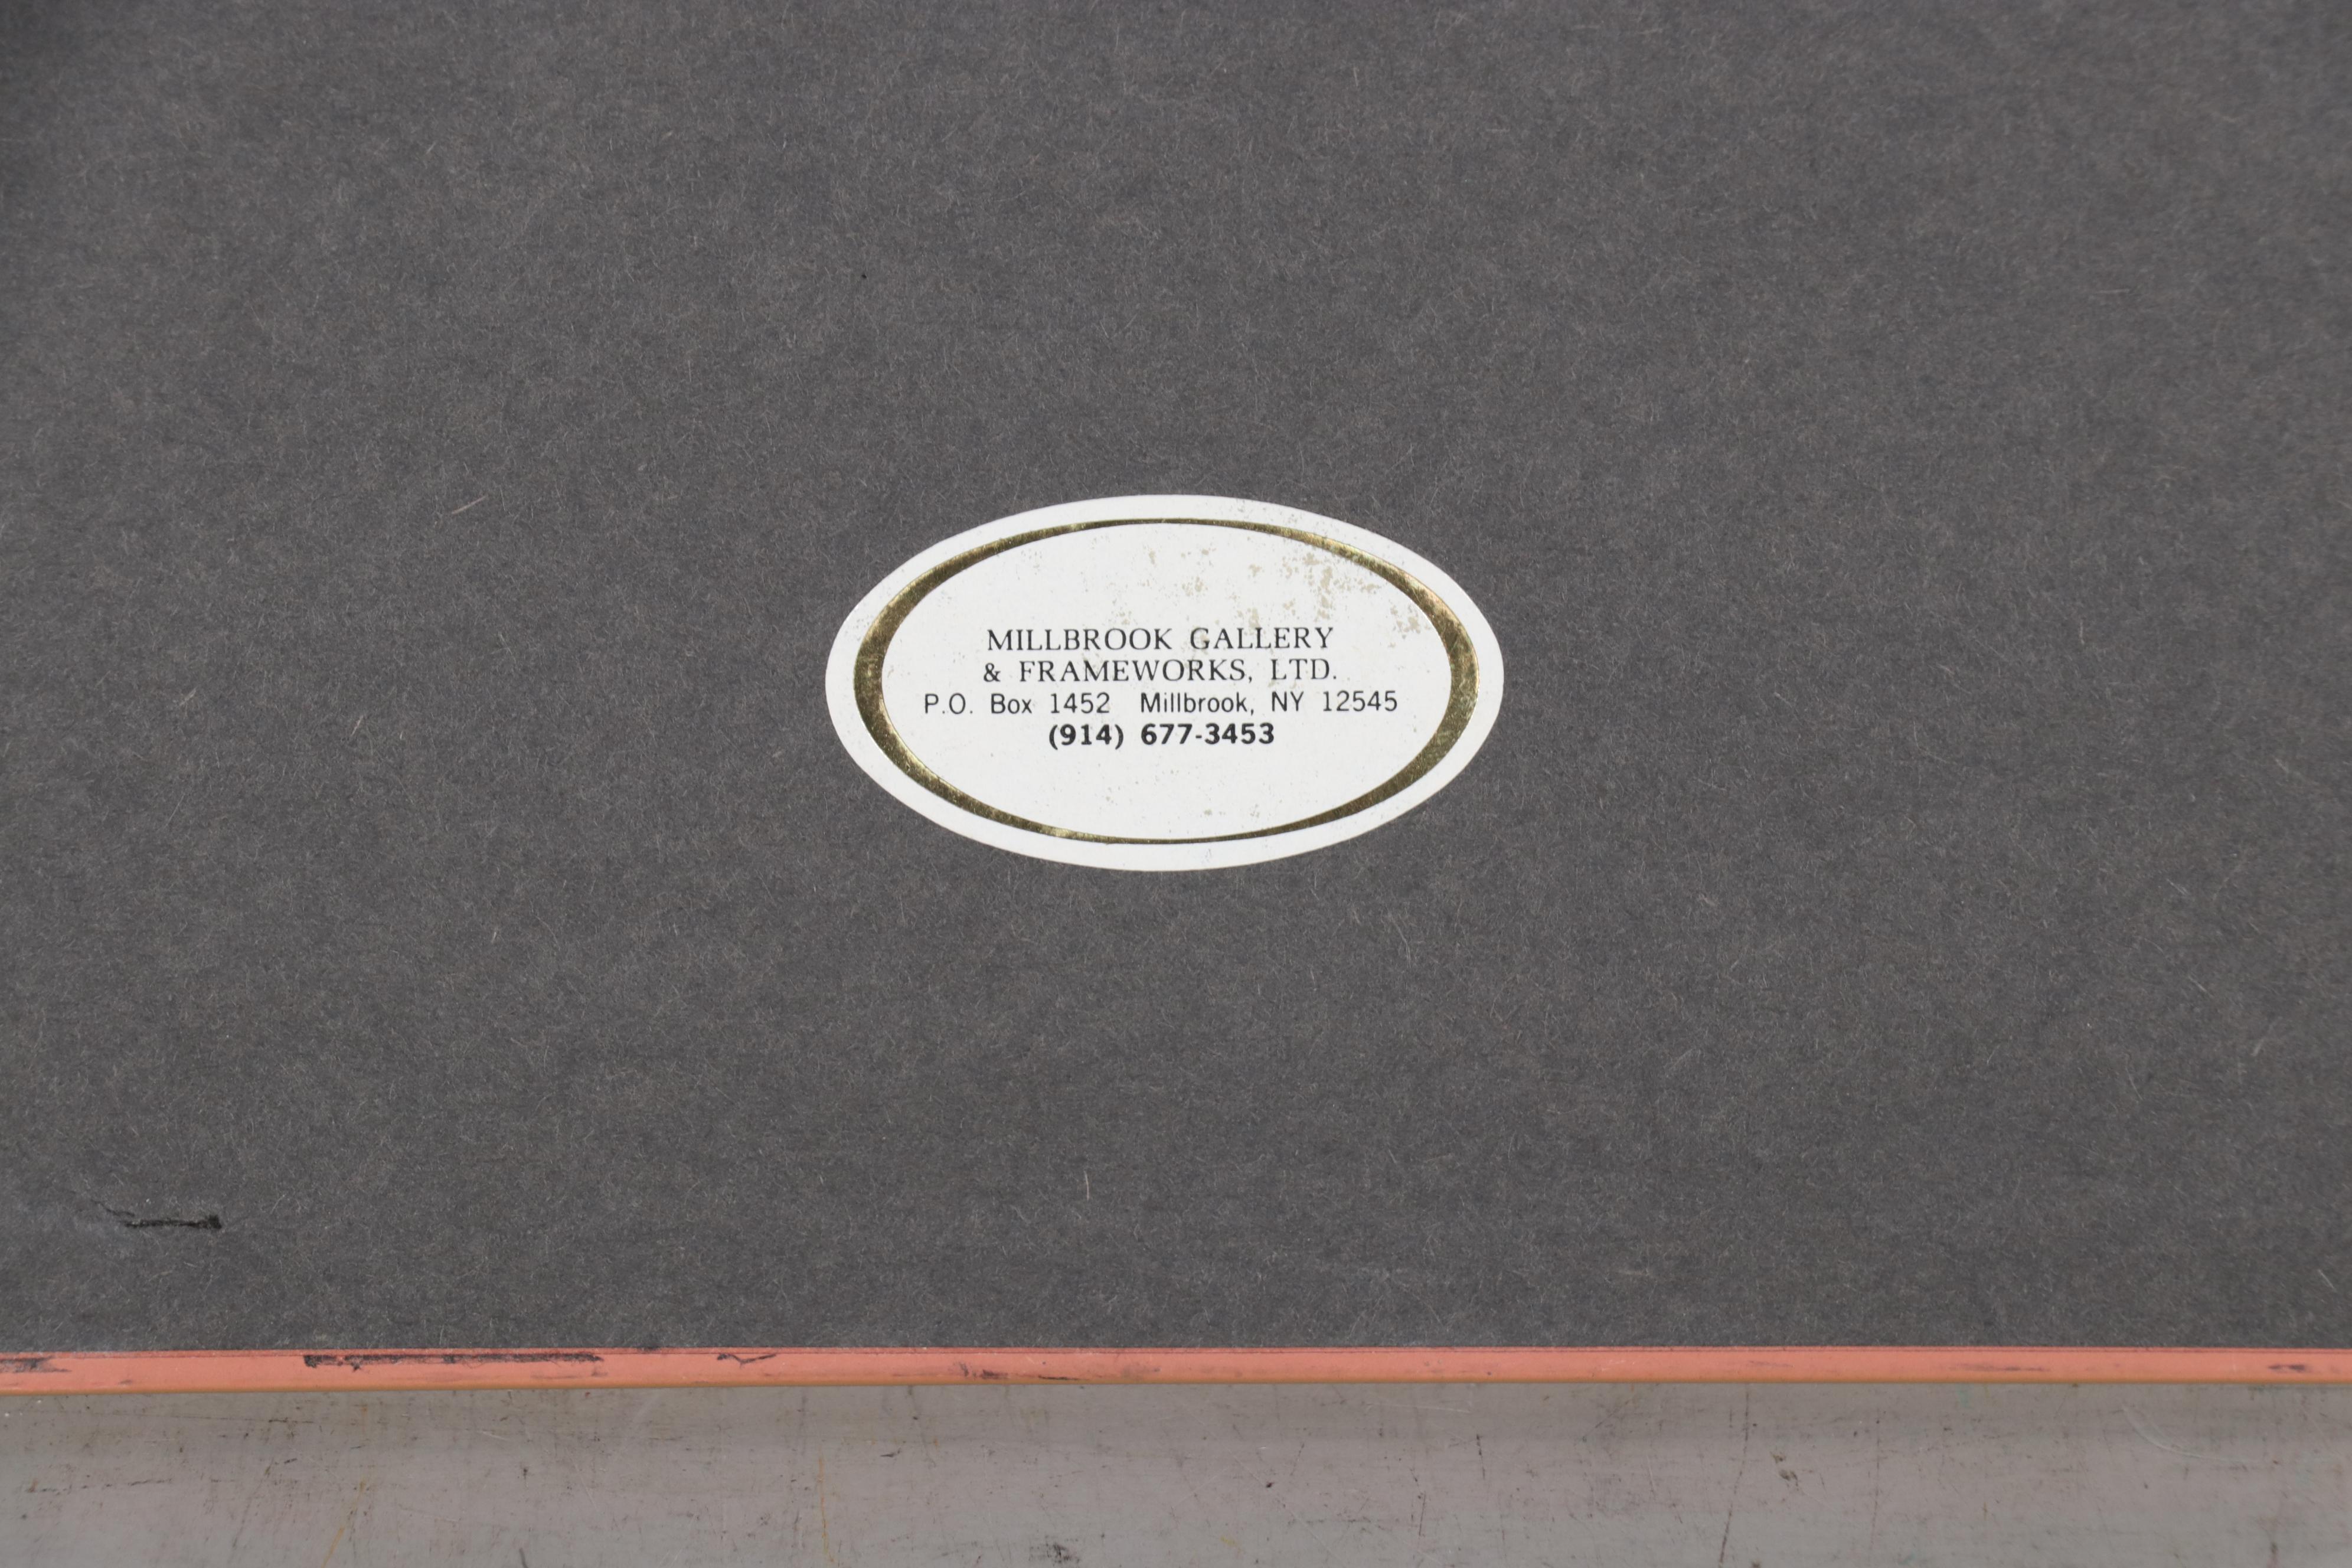 MILLBROOK GALLERY
& FRAMEWORKS, LTD.
P.O. Box 1452 Millbrook, NY 12545
(914) 677-3453